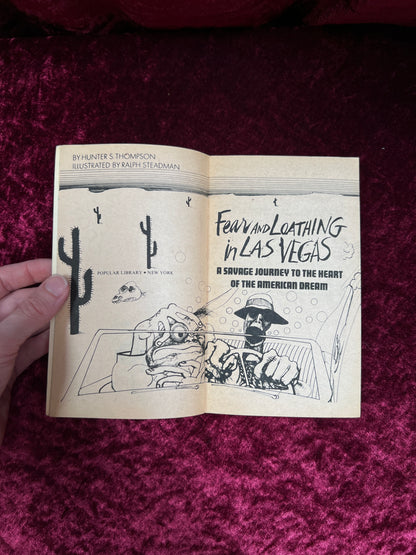 BY HUNTER S. THOMPSON
ILLUSTRATED BY RALPH STEADMAN
POPULAR LIBRARY • NEW YORK
Fear AND LOATHING
in LAS VEGAS
A SAVAGE JOURNEY TO THE HEART
OF THE AMERICAN DREAM